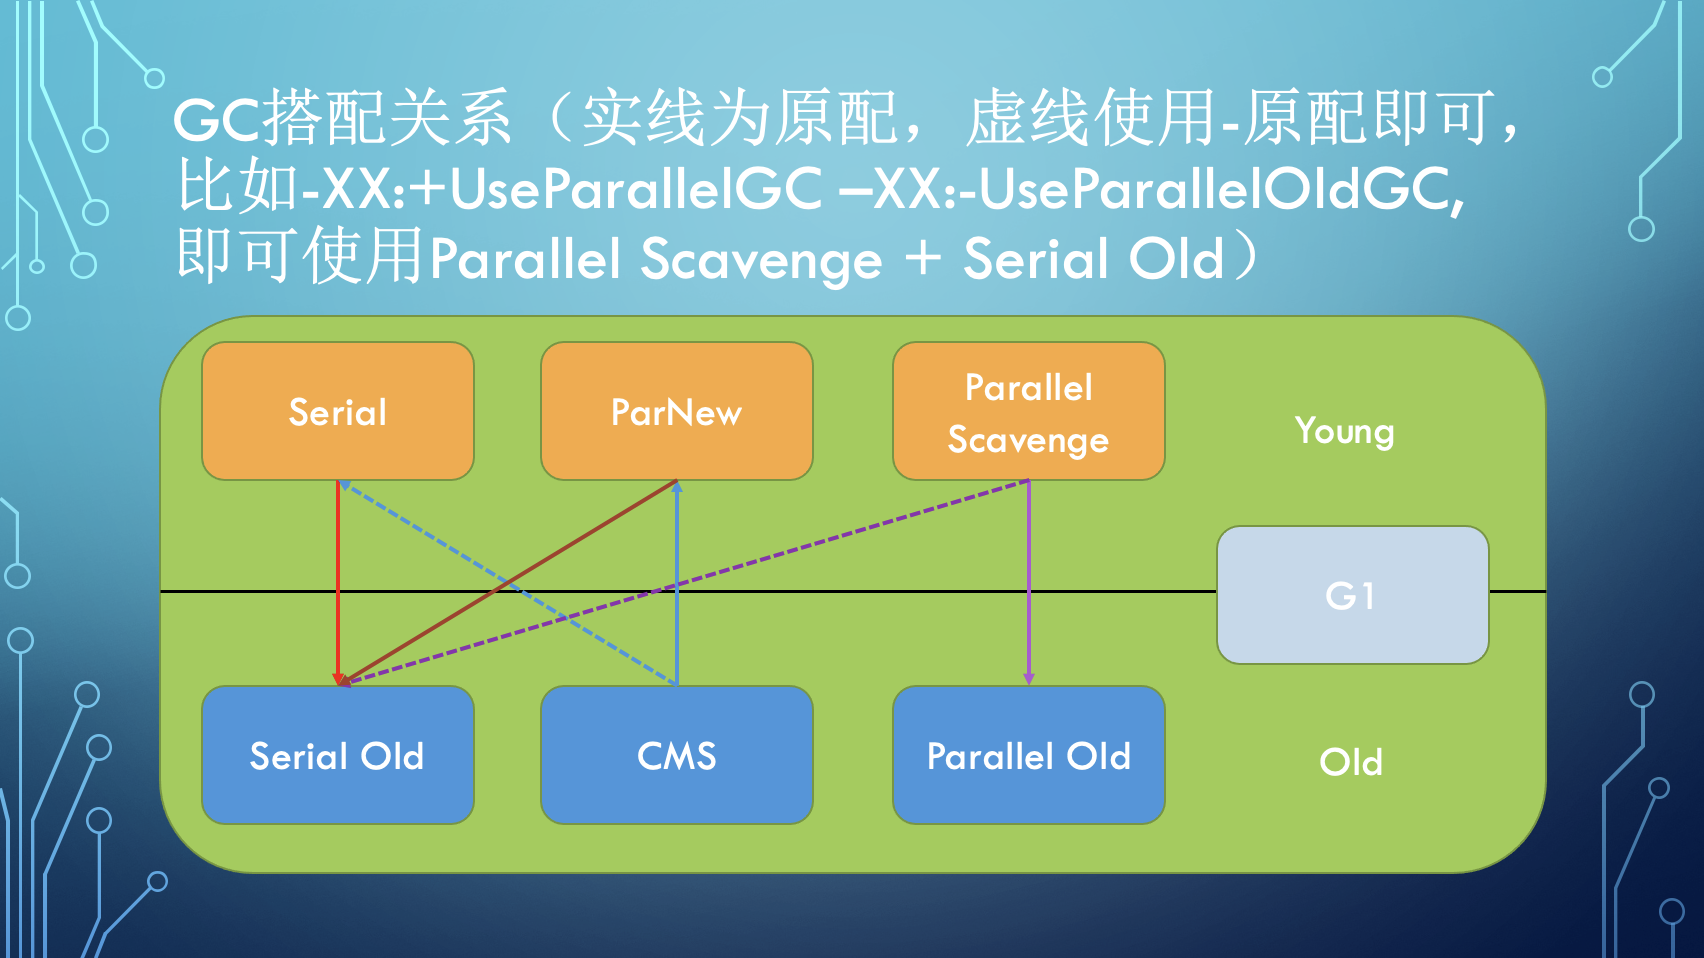 GC搭配关系（实线为原配，虚线使用-原配即可，
比如-XX:+UseParallelGC –XX:-UseParallelOldGC,
即可使用Parallel Scavenge + Serial Old）
Serial
ParNew
Parallel
Scavenge
Young
G1
Serial Old
CMS
Parallel Old
Old